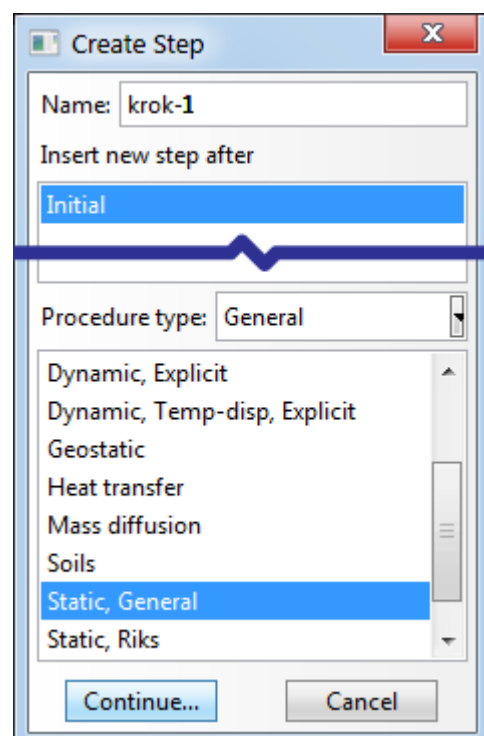 Create Step
x
Name: krok-1
Insert new step after
Initial
Procedure type: General
Dynamic, Explicit
Dynamic, Temp-disp, Explicit
Geostatic
Heat transfer
Mass diffusion
Soils
Static, General
Static, Riks
Continue... Cancel